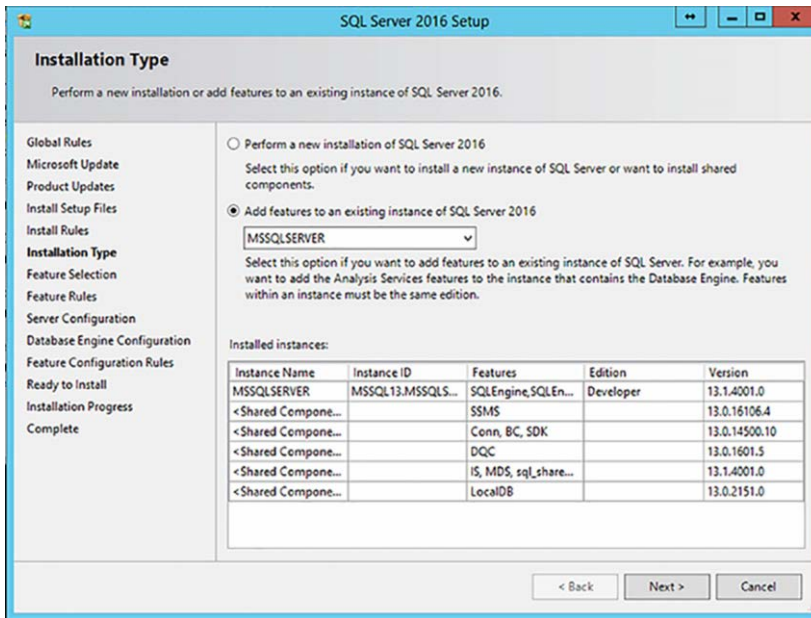 SQL Server 2016 Setup
Installation Type
Perform a new installation or add features to an existing instance of SQL Server 2016.
Global Rules
Microsoft Update
Product Updates
Install Setup Files
Install Rules
Installation Type
Feature Selection
Feature Rules
Server Configuration
Database Engine Configuration
Feature Configuration Rules
Ready to Install
Installation Progress
Complete
Perform a new installation of SQL Server 2016
Select this option if you want to install a new instance of SQL Server or want to install shared
components.
Add features to an existing instance of SQL Server 2016
MSSQLSERVER
Select this option if you want to add features to an existing instance of SQL Server. For example, you
want to add the Analysis Services features to the instance that contains the Database Engine. Features
within an instance must be the same edition.
Installed instances:
Instance Name Instance ID Features Edition Version
MSSQLSERVER MSSQL13.MSSQLS... SQLEngine,SQLEn... Developer 13.1.4001.0
<Shared Compone... SSMS 13.0.16106.4
<Shared Compone... Conn, BC, SDK 13.0.14500.10
<Shared Compone... DQC 13.0.1601.5
<Shared Compone... IS, MDS, sql_share... 13.1.4001.0
<Shared Compone... LocalDB 13.0.2151.0
< Back Next > Cancel